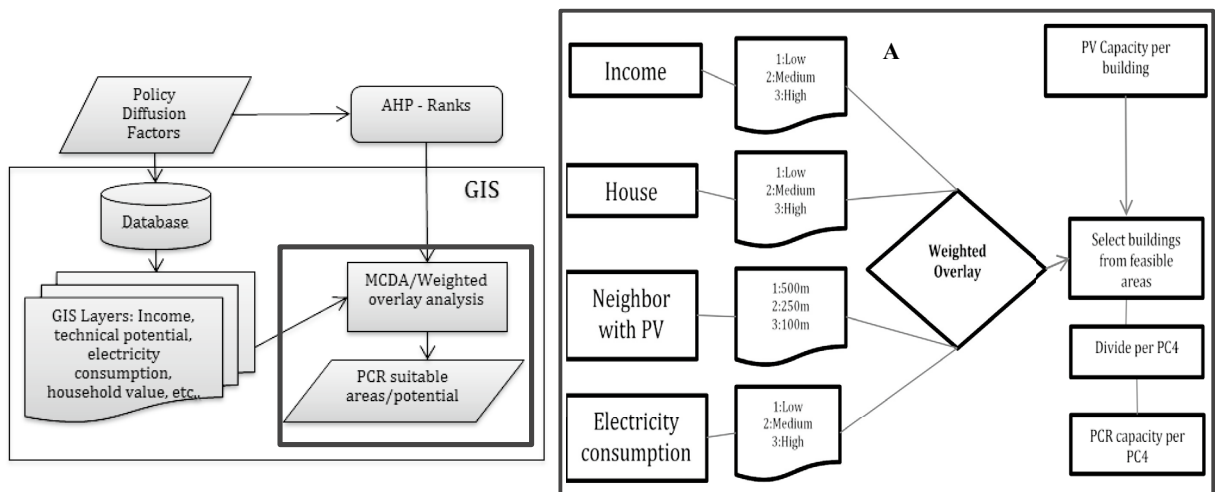 Policy
Diffusion
Factors
AHP - Ranks
GIS
Database
GIS Layers: Income,
technical potential,
electricity
consumption,
household value, etc..
MCDA/Weighted
overlay analysis
PCR suitable
areas/potential
A
Income
1:Low
2:Medium
3:High
House
1:Low
2:Medium
3:High
Neighbor
with PV
1:500m
2:250m
3:100m
Electricity
consumption
1:Low
2:Medium
3:High
Weighted
Overlay
PV Capacity per
building
Select buildings
from feasible
areas
Divide per PC4
PCR capacity per
PC4